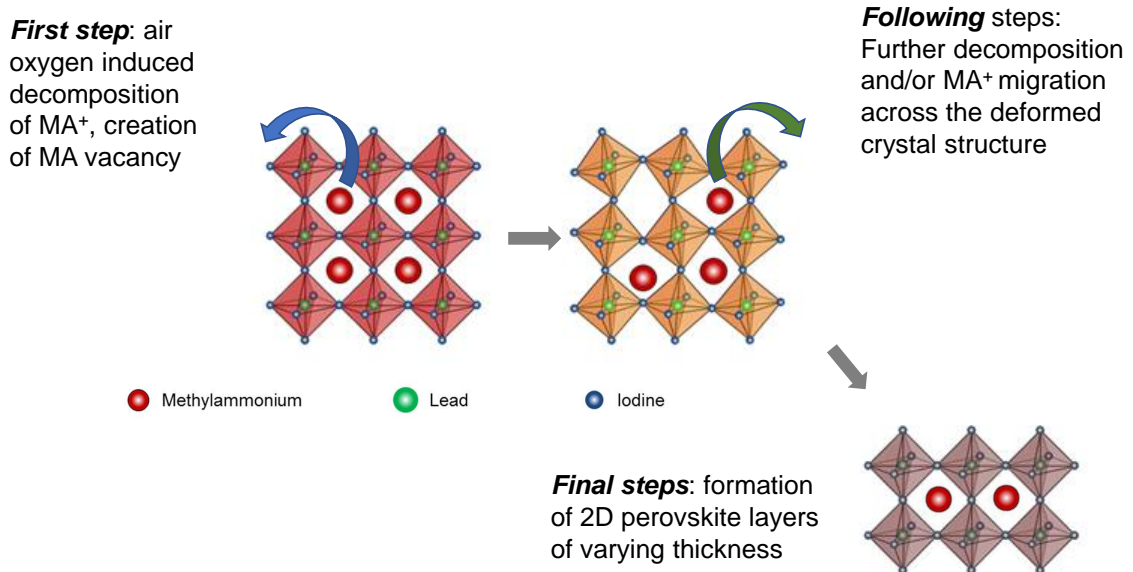 First step: air
oxygen induced
decomposition
of MA⁺, creation
of MA vacancy
Following steps:
Further decomposition
and/or MA⁺ migration
across the deformed
crystal structure
Methylammonium
Lead
Iodine
Final steps: formation
of 2D perovskite layers
of varying thickness